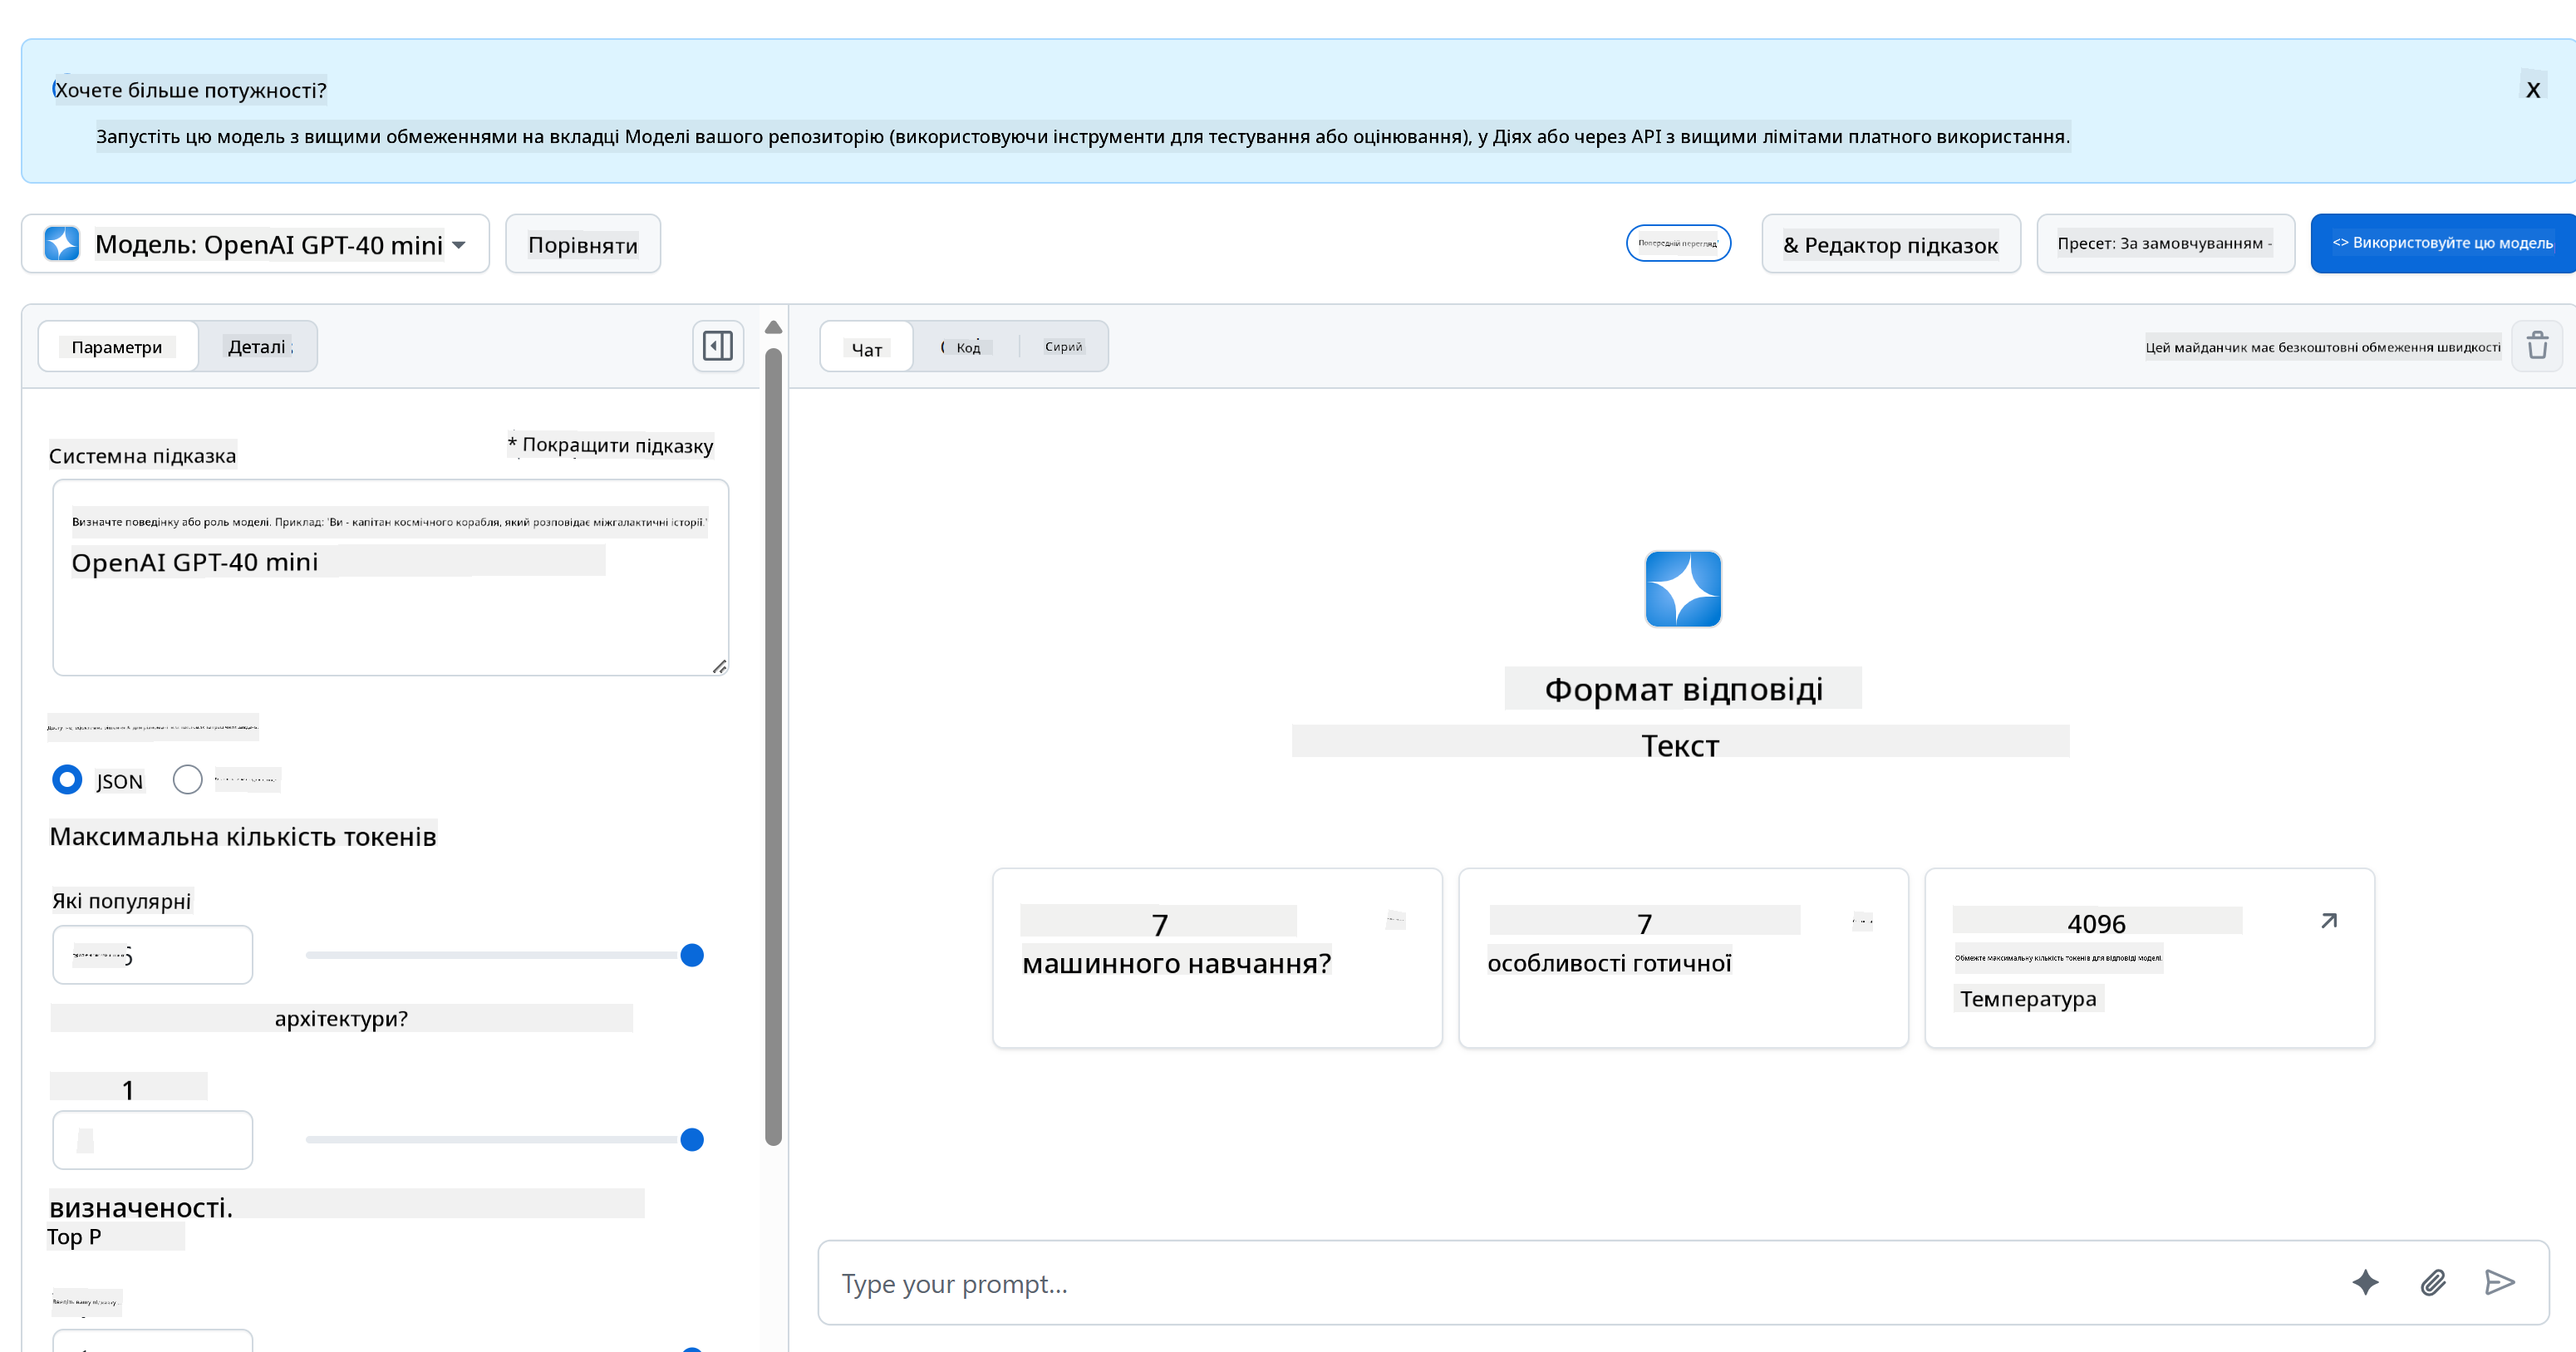 Хочете більше потужності?
X
Запустіть цю модель з вищими обмеженнями на вкладці Моделі вашого репозиторію (використовуючи інструменти для тестування або оцінювання), у Діях або через API з вищими лімітами платного використання.
Модель: OpenAI GPT-40 mini
Порівняти
Попередній перегляд
& Редактор підказок
Пресет: За замовчуванням -
<> Використовуйте цю модель
Параметри
Деталі
Чат
Код
Сирий
Цей майданчик має безкоштовні обмеження швидкості
Системна підказка
* Покращити підказку
Визначте поведінку або роль моделі. Приклад: 'Ви - капітан космічного корабля, який розповідає міжгалактичні історії.'
OpenAI GPT-40 mini
JSON
Максимальна кількість токенів
Які популярні
архітектури?
1
визначеності.
Top P
Введіть вашу підказку...
Формат відповіді
Текст
7
машинного навчання?
7
особливості готичної
4096
Обмежте максимальну кількість токенів для відповіді моделі.
Температура
Type your prompt...